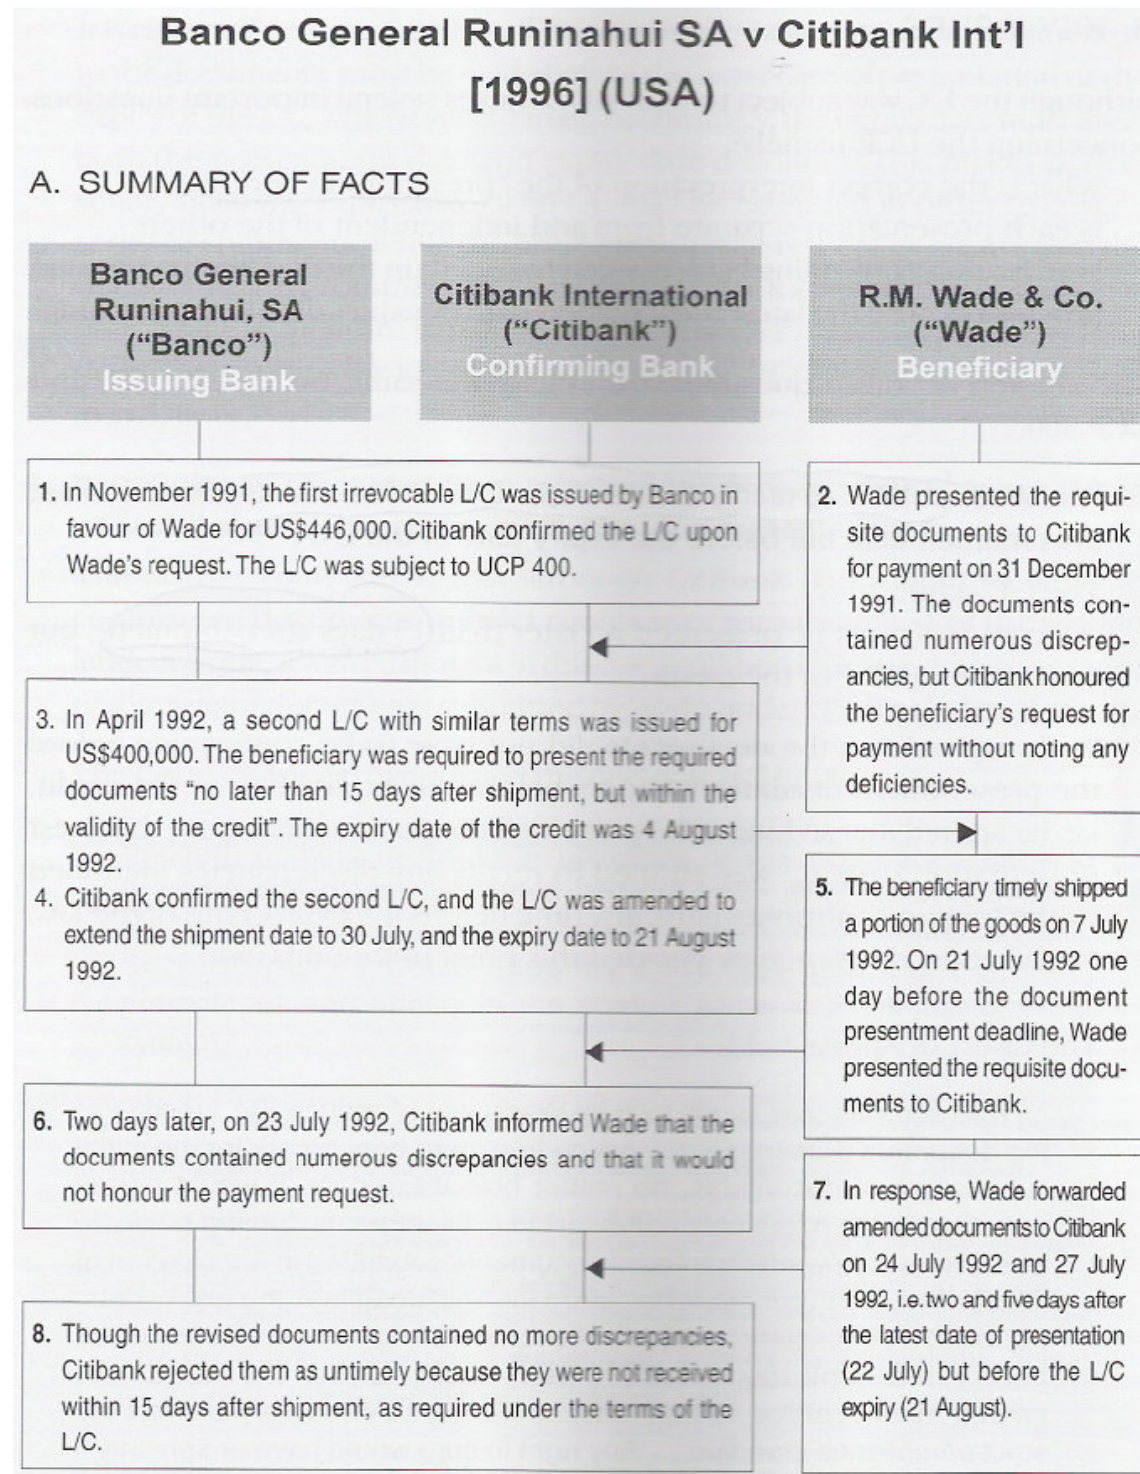 Banco General Runinahui SA v Citibank Int'l
[1996] (USA)
A. SUMMARY OF FACTS
Banco General
Runinahui, SA
("Banco")
Issuing Bank
Citibank International
("Citibank")
Confirming Bank
R.M. Wade & Co.
("Wade")
Beneficiary
1. In November 1991, the first irrevocable L/C was issued by Banco in
favour of Wade for US$446,000. Citibank confirmed the L/C upon
Wade's request. The L/C was subject to UCP 400.
2. Wade presented the requi-
site documents to Citibank
for payment on 31 December
1991. The documents con-
tained numerous discrep-
ancies, but Citibank honoured
the beneficiary's request for
payment without noting any
deficiencies.
3. In April 1992, a second L/C with similar terms was issued for
US$400,000. The beneficiary was required to present the required
documents "no later than 15 days after shipment, but within the
validity of the credit". The expiry date of the credit was 4 August
1992.
4. Citibank confirmed the second L/C, and the L/C was amended to
extend the shipment date to 30 July, and the expiry date to 21 August
1992.
5. The beneficiary timely shipped
a portion of the goods on 7 July
1992. On 21 July 1992 one
day before the document
presentment deadline, Wade
presented the requisite docu-
ments to Citibank.
6. Two days later, on 23 July 1992, Citibank informed Wade that the
documents contained numerous discrepancies and that it would
not honour the payment request.
7. In response, Wade forwarded
amended documents to Citibank
on 24 July 1992 and 27 July
1992, i.e. two and five days after
the latest date of presentation
(22 July) but before the L/C
expiry (21 August).
8. Though the revised documents contained no more discrepancies,
Citibank rejected them as untimely because they were not received
within 15 days after shipment, as required under the terms of the
L/C.